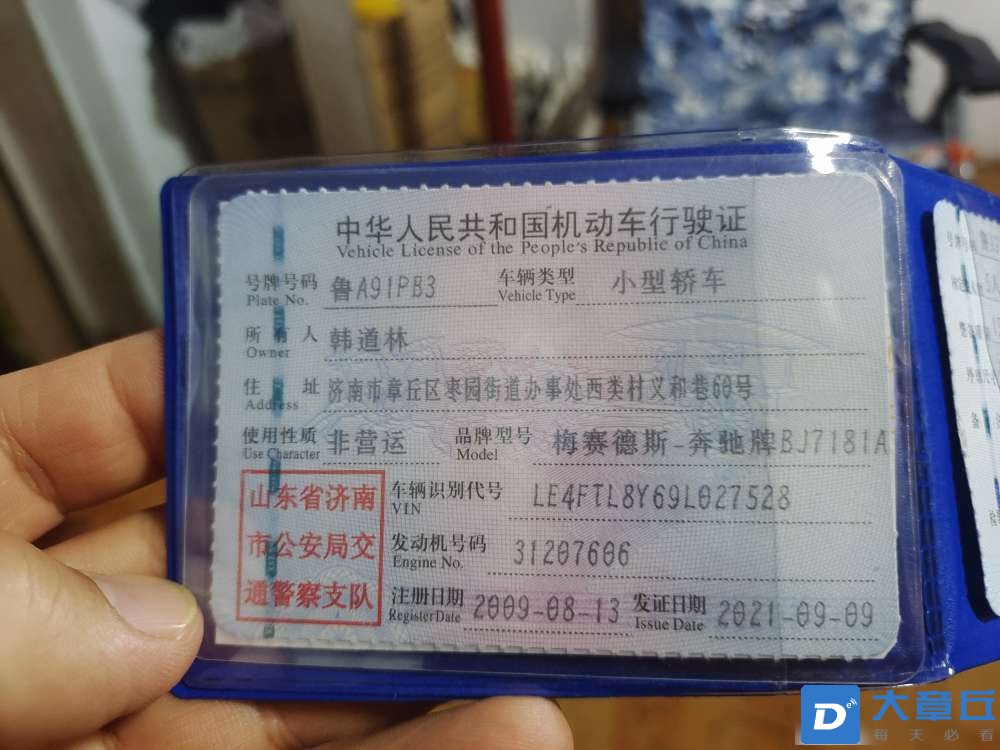 中华人民共和国机动车行驶证
Vehicle License of the People's Republic of China
号牌号码 鲁A91PB3 车辆类型 小型轿车
Plate No. Vehicle Type
所有人 韩道林
Owner
住址 济南市章丘区枣园街道办事处西类村义和巷60号
Address
使用性质 非营运 品牌型号 梅赛德斯-奔驰牌BJ7181A
Use Character Model
山东省济南
市公安局交
通警察支队
车辆识别代号 LE4FTL8Y69L027528
VIN
发动机号码 31207606
Engine No.
注册日期 2009-08-13 发证日期 2021-09-09
Register Date Issue Date
D
大章丘
每天必看